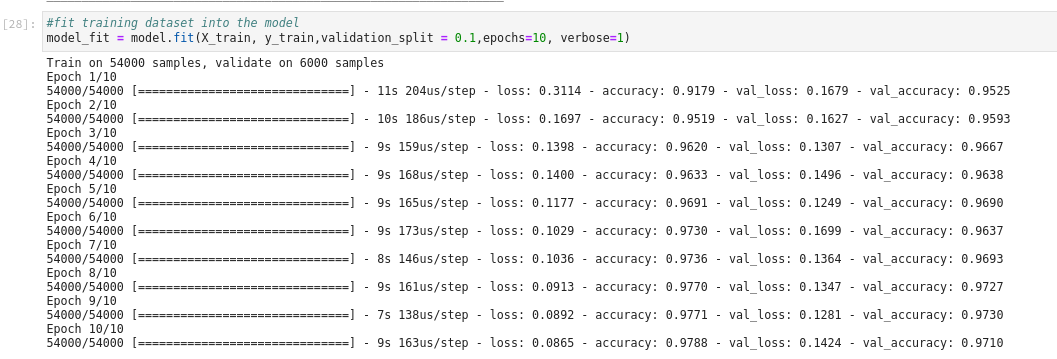 [28]: #fit training dataset into the model
model_fit = model.fit(X_train, y_train,validation_split = 0.1,epochs=10, verbose=1)
Train on 54000 samples, validate on 6000 samples
Epoch 1/10
54000/54000 [==============================] - 11s 204us/step - loss: 0.3114 - accuracy: 0.9179 - val_loss: 0.1679 - val_accuracy: 0.9525
Epoch 2/10
54000/54000 [==============================] - 10s 186us/step - loss: 0.1697 - accuracy: 0.9519 - val_loss: 0.1627 - val_accuracy: 0.9593
Epoch 3/10
54000/54000 [==============================] - 9s 159us/step - loss: 0.1398 - accuracy: 0.9620 - val_loss: 0.1307 - val_accuracy: 0.9667
Epoch 4/10
54000/54000 [==============================] - 9s 168us/step - loss: 0.1400 - accuracy: 0.9633 - val_loss: 0.1496 - val_accuracy: 0.9638
Epoch 5/10
54000/54000 [==============================] - 9s 165us/step - loss: 0.1177 - accuracy: 0.9691 - val_loss: 0.1249 - val_accuracy: 0.9690
Epoch 6/10
54000/54000 [==============================] - 9s 173us/step - loss: 0.1029 - accuracy: 0.9730 - val_loss: 0.1699 - val_accuracy: 0.9637
Epoch 7/10
54000/54000 [==============================] - 8s 146us/step - loss: 0.1036 - accuracy: 0.9736 - val_loss: 0.1364 - val_accuracy: 0.9693
Epoch 8/10
54000/54000 [==============================] - 9s 161us/step - loss: 0.0913 - accuracy: 0.9770 - val_loss: 0.1347 - val_accuracy: 0.9727
Epoch 9/10
54000/54000 [==============================] - 7s 138us/step - loss: 0.0892 - accuracy: 0.9771 - val_loss: 0.1281 - val_accuracy: 0.9730
Epoch 10/10
54000/54000 [==============================] - 9s 163us/step - loss: 0.0865 - accuracy: 0.9788 - val_loss: 0.1424 - val_accuracy: 0.9710